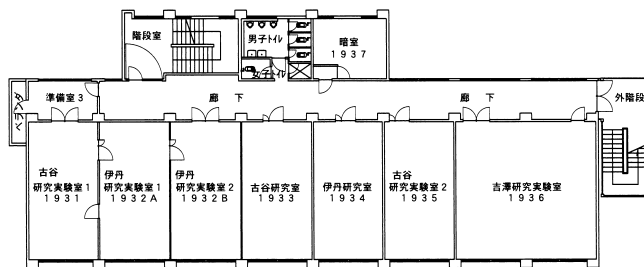 階段室
男子トイレ
暗室
1937
女子トイレ
ベランダ
準備室3
廊下
廊下
外階段
古谷
研究実験室1
1931
伊丹
研究実験室1
1932A
伊丹
研究実験室2
1932B
古谷研究室
1933
伊丹研究室
1934
古谷
研究実験室2
1935
吉澤研究実験室
1936